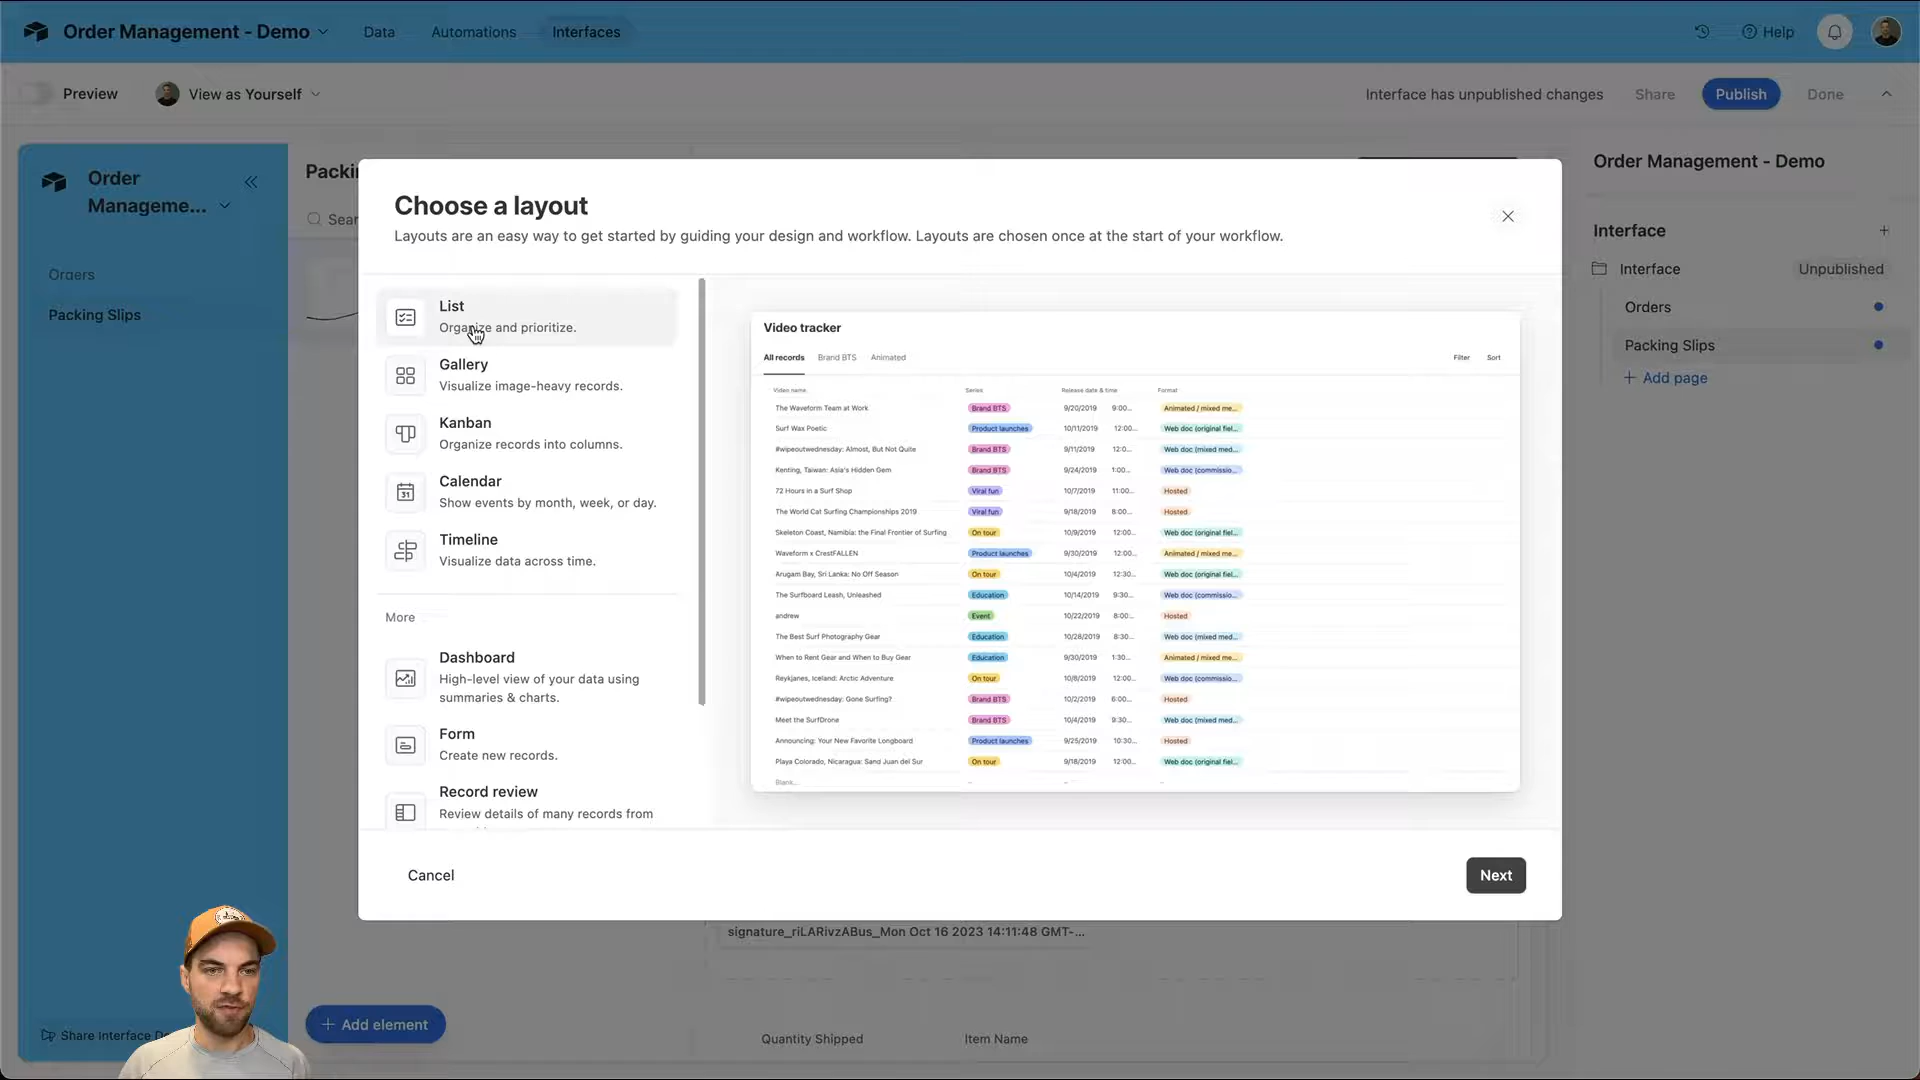 Order Management - Demo
Data
Automations
Interfaces
Help
Preview
View as Yourself
Interface has unpublished changes
Share
Publish
Done
Order
Manageme...
Orders
Packing Slips
Share Interface
Packi
Sear
Choose a layout
Layouts are an easy way to get started by guiding your design and workflow. Layouts are chosen once at the start of your workflow.
List
Organize and prioritize.
Gallery
Visualize image-heavy records.
Kanban
Organize records into columns.
31
Calendar
Show events by month, week, or day.
Timeline
Visualize data across time.
More
Dashboard
High-level view of your data using
summaries & charts.
Form
Create new records.
Record review
Review details of many records from
Video tracker
All records Brand BTS Animated Filter Sort
Video name Series Release date & time Format
The Waveform Team at Work Brand BTS 9/20/2019 9:00... Animated / mixed me...
Surf Wax Poetic Product launches 10/11/2019 12:00... Web doc (original fiel...
#wipeoutwednesday: Almost, But Not Quite Brand BTS 9/11/2019 12:0... Web doc (mixed med...
Kenting, Taiwan: Asia's Hidden Gem Brand BTS 9/24/2019 1:00... Web doc (commissio...
72 Hours in a Surf Shop Viral fun 10/7/2019 11:00... Hosted
The World Cat Surfing Championships 2019 Viral fun 9/18/2019 8:00... Hosted
Skeleton Coast, Namibia: the Final Frontier of Surfing On tour 10/9/2019 12:00... Web doc (original fiel...
Waveform x CrestFALLEN Product launches 9/30/2019 12:00... Animated / mixed me...
Arugam Bay, Sri Lanka: No Off Season On tour 10/4/2019 12:30... Web doc (original fiel...
The Surfboard Leash, Unleashed Education 10/14/2019 9:30... Web doc (commissio...
andrew Event 10/22/2019 8:00... Hosted
The Best Surf Photography Gear Education 10/28/2019 8:30... Web doc (mixed med...
When to Rent Gear and When to Buy Gear Education 9/30/2019 1:30... Animated / mixed me...
Reykjanes, Iceland: Arctic Adventure On tour 10/8/2019 12:00... Web doc (commissio...
#wipeoutwednesday: Gone Surfing? Brand BTS 10/2/2019 6:00... Hosted
Meet the SurfDrone Brand BTS 10/4/2019 9:30... Web doc (mixed med...
Announcing: Your New Favorite Longboard Product launches 9/25/2019 10:30... Hosted
Playa Colorado, Nicaragua: Sand Juan del Sur On tour 9/18/2019 12:00... Web doc (original fiel...
Blank...
Cancel
Next
signature_riLARivzABus_Mon Oct 16 2023 14:11:48 GMT-...
+ Add element
Quantity Shipped
Item Name
Order Management - Demo
Interface
Interface
Unpublished
Orders
Packing Slips
+ Add page